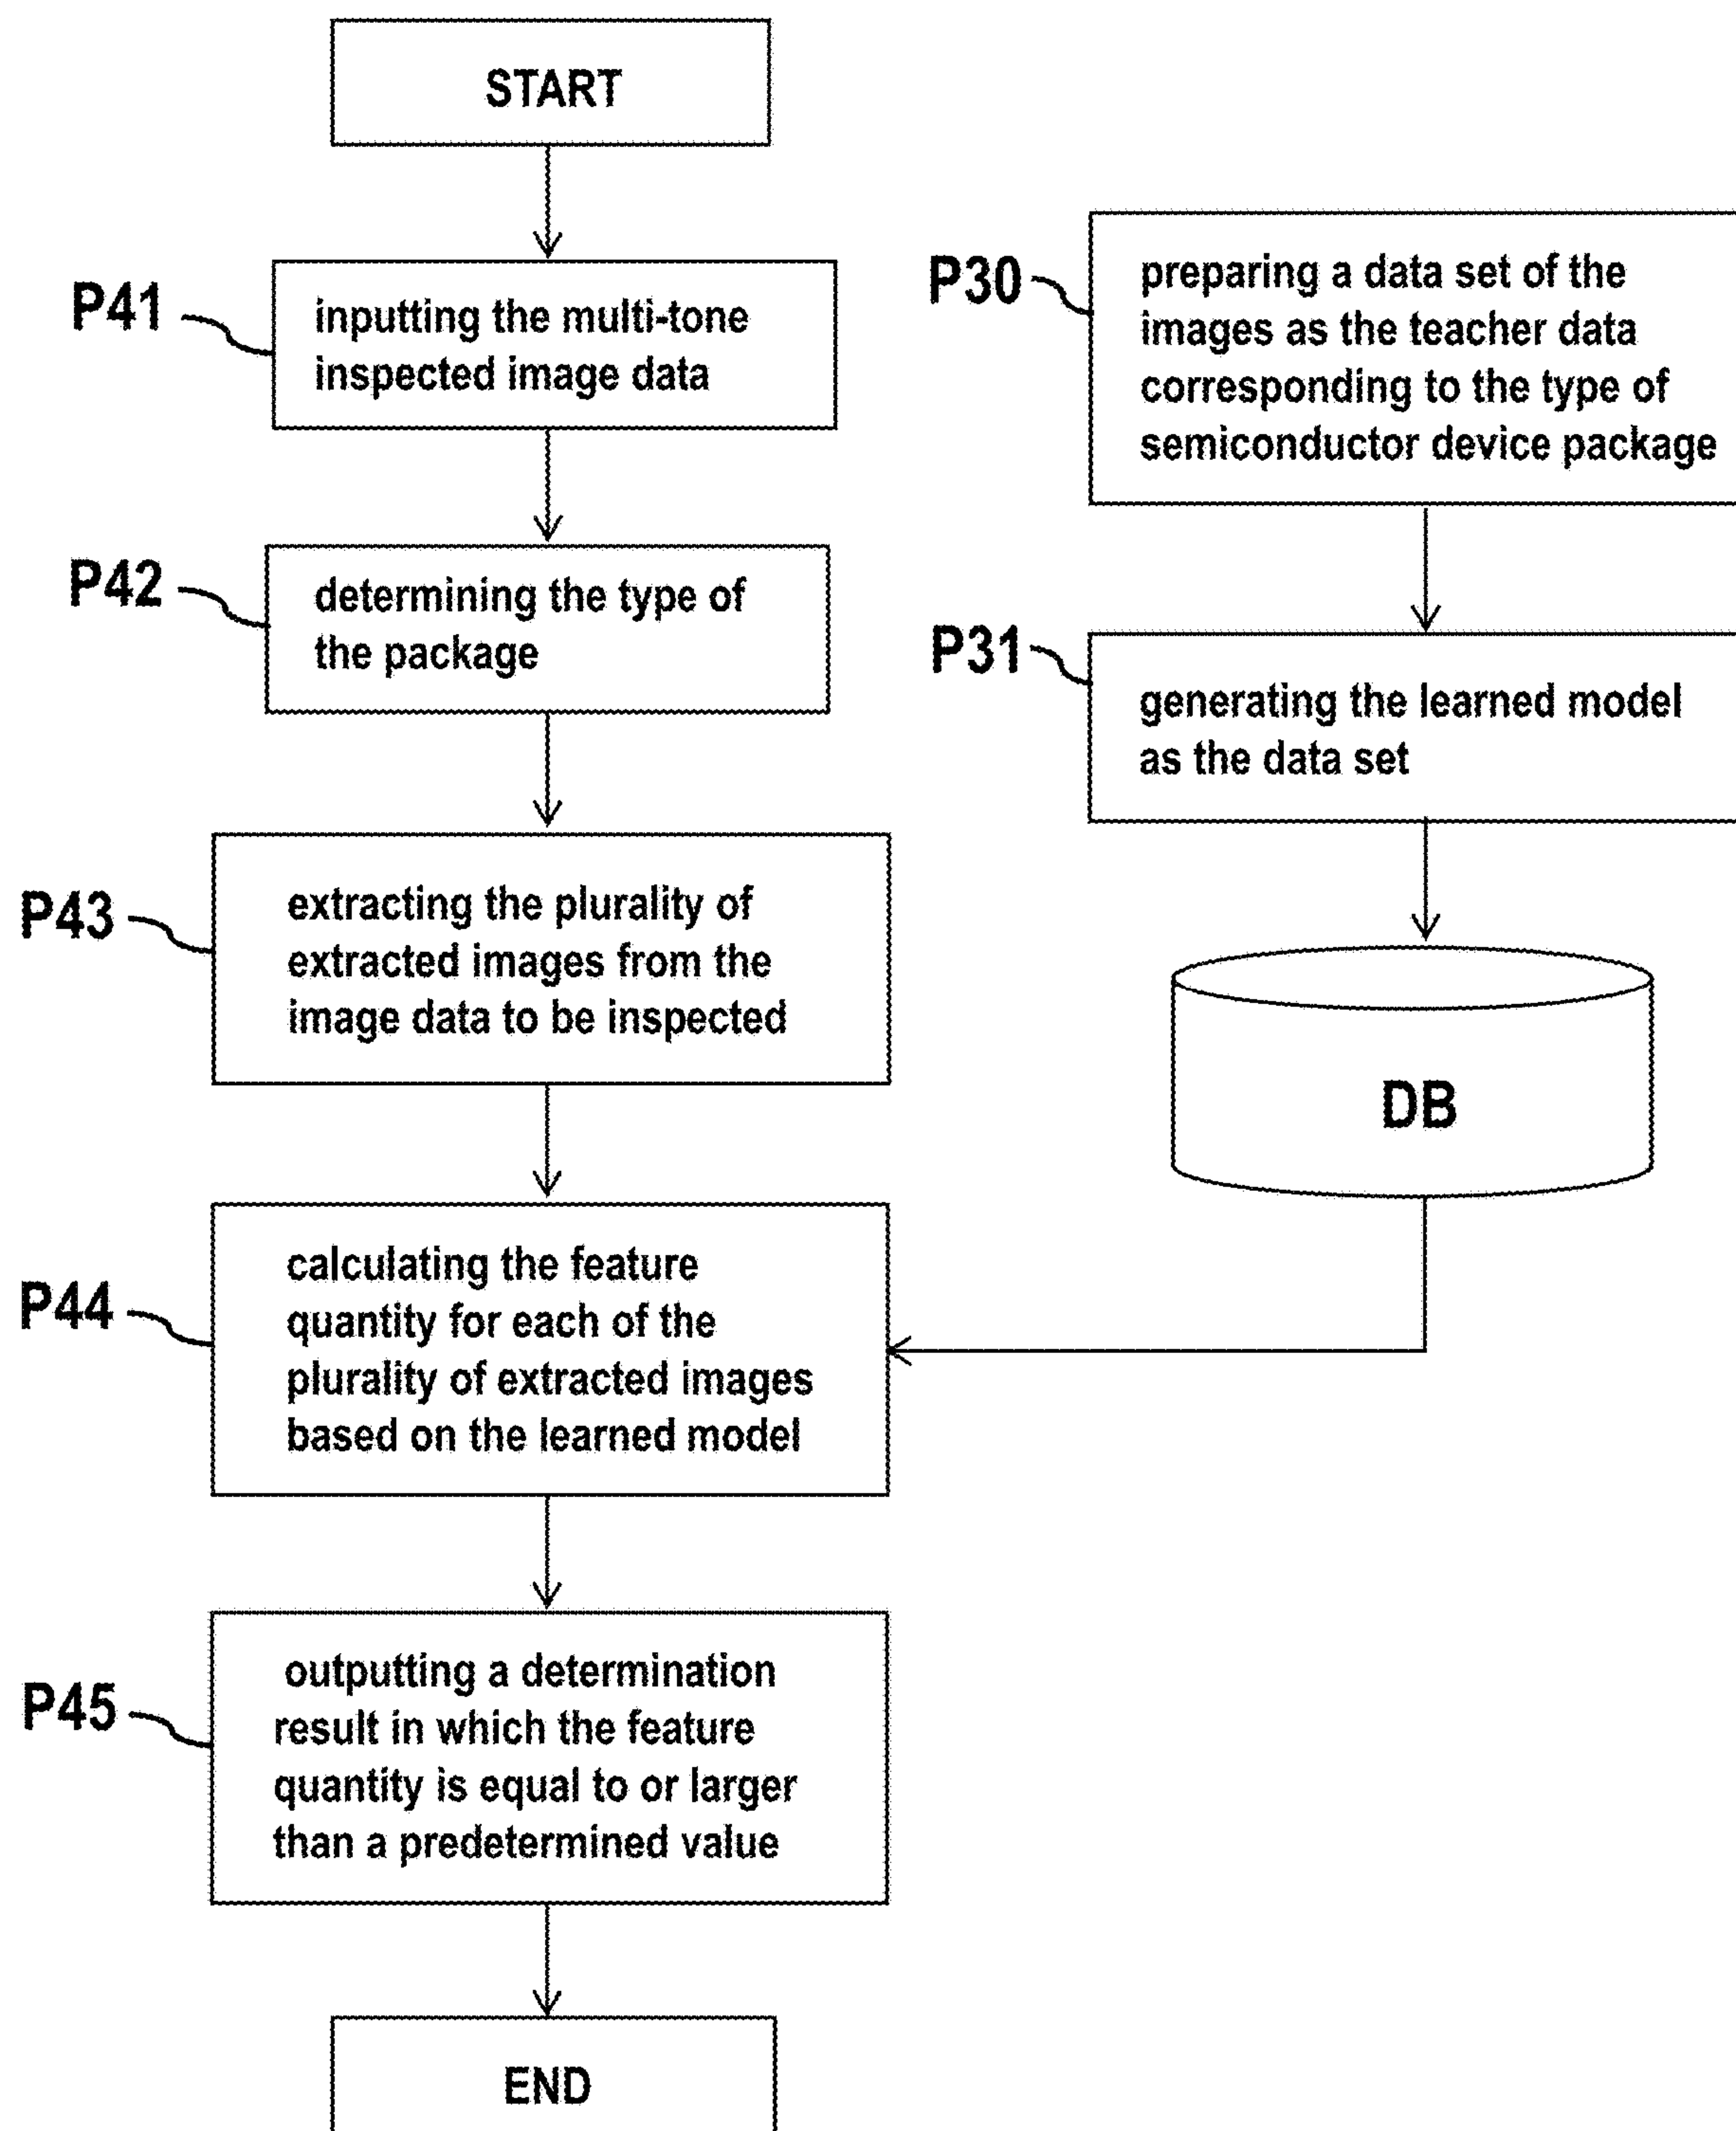 START
P41
inputting the multi-tone
inspected image data
P42
determining the type of
the package
P43
extracting the plurality of
extracted images from the
image data to be inspected
P44
calculating the feature
quantity for each of the
plurality of extracted images
based on the learned model
P45
outputting a determination
result in which the feature
quantity is equal to or larger
than a predetermined value
END
P30
preparing a data set of the
images as the teacher data
corresponding to the type of
semiconductor device package
P31
generating the learned model
as the data set
DB